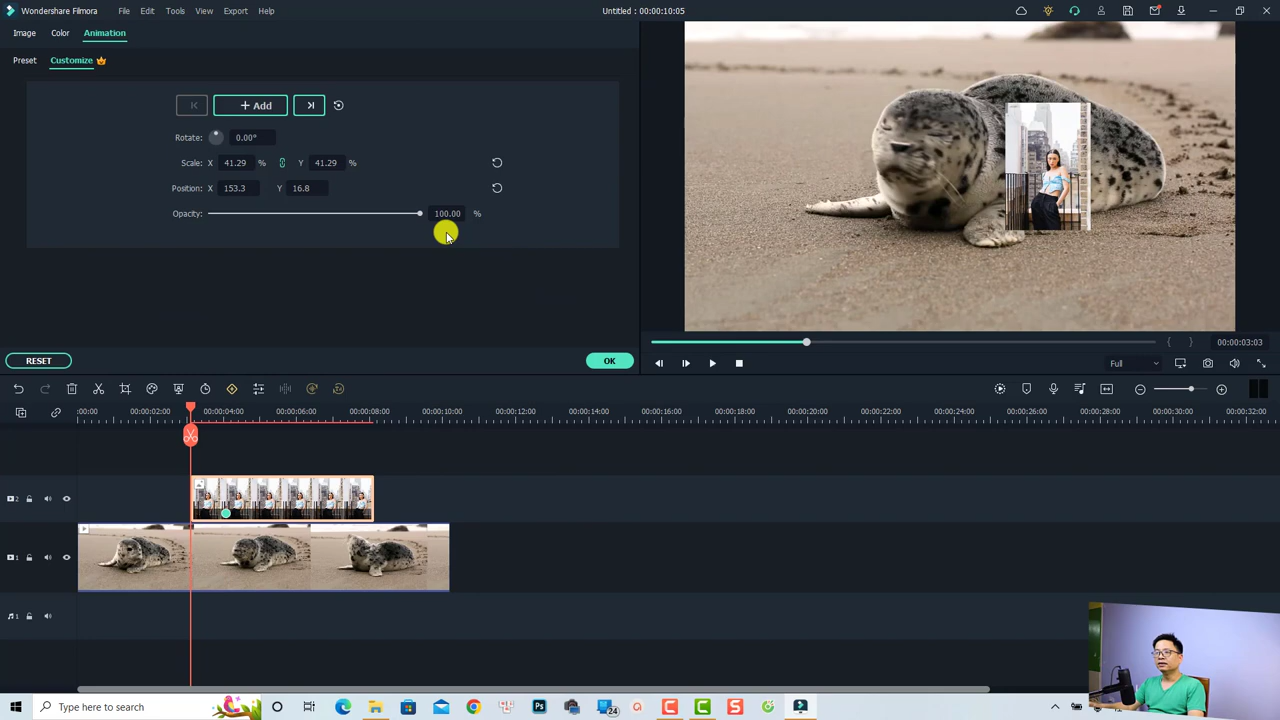 Wondershare Filmora File Edit Tools View Export Help Untitled : 00:00:10:05
Image Color Animation
Preset Customize
Add
Rotate: 0.00°
Scale: X 41.29 % Y 41.29 %
Position: X 153.3 Y 16.8
Opacity: 100.00 %
00:00:03:03
RESET OK
Full
:00:00 00:00:02:00 00:00:04:00 00:00:06:00 00:00:08:00 00:00:10:00 00:00:12:00 00:00:14:00 00:00:16:00 00:00:18:00 00:00:20:00 00:00:22:00 00:00:24:00 00:00:26:00 00:00:28:00 00:00:30:00 00:00:32:00
2
1
1
Type here to search
24